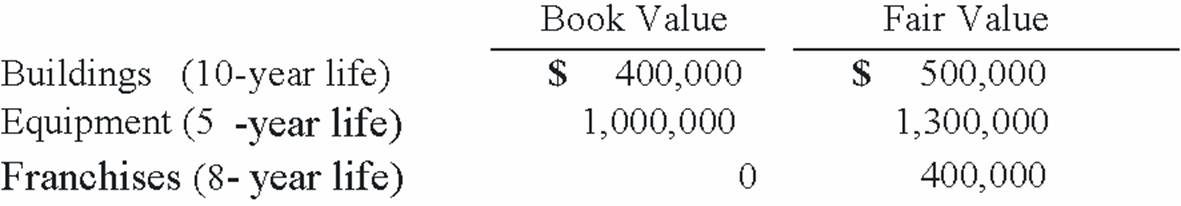 Book Value Fair Value
Buildings (10-year life) $ 400,000 $ 500,000
Equipment (5 -year life) 1,000,000 1,300,000
Franchises (8- year life) 0 400,000